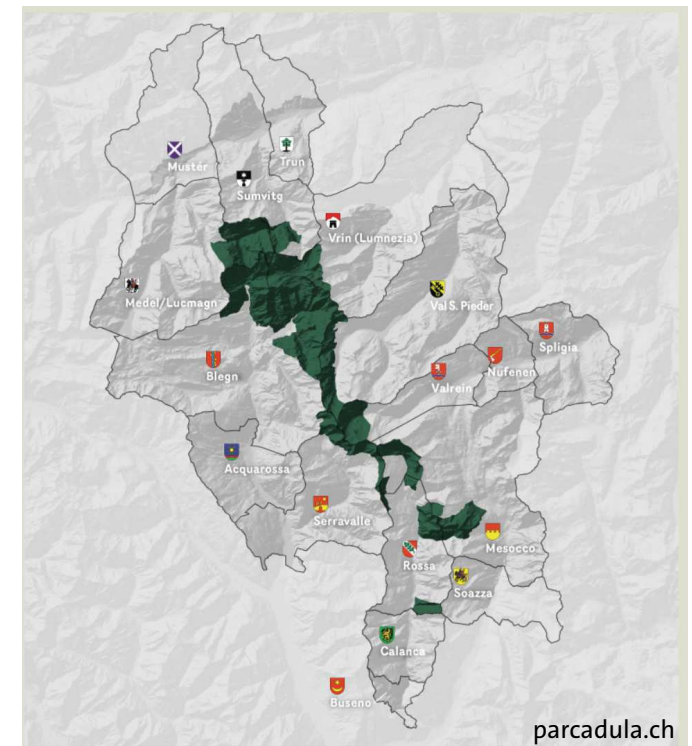 Mustér
Trun
Sumvitg
Vrin (Lumnezia)
Medel/Lucmagn
Val S. Pieder
Spligia
Nufenen
Blegn
Valrein
Acquarossa
Serravalle
Mesocco
Rossa
Soazza
Calanca
Buseno
parcadula.ch